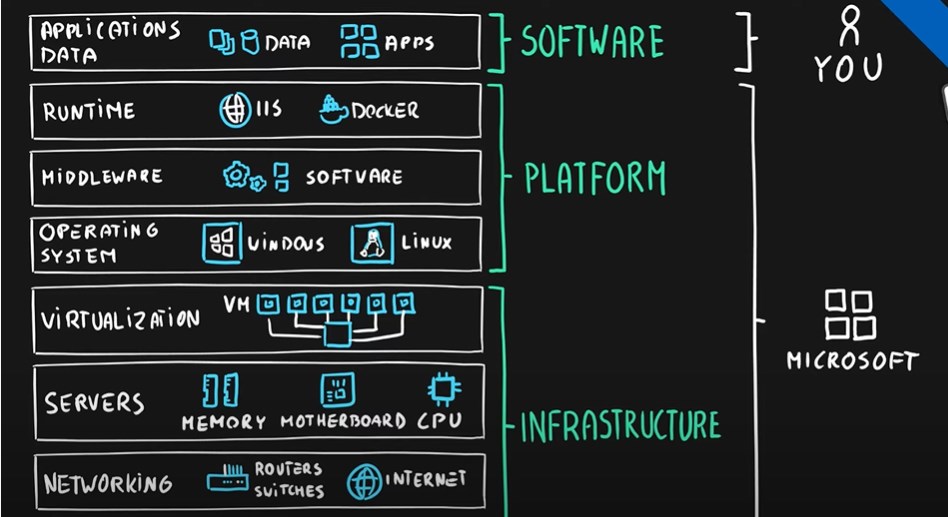 APPLICATIONS
DATA
DATA
APPS
SOFTWARE
YOU
RUNTIME
IIS
DOCKER
MIDDLEWARE
SOFTWARE
PLATFORM
OPERATING
SYSTEM
WINDOWS
LINUX
VIRTUALIZATION
VM
MICROSOFT
SERVERS
MEMORY MOTHERBOARD CPU
INFRASTRUCTURE
NETWORKING
ROUTERS
SWITCHES
INTERNET